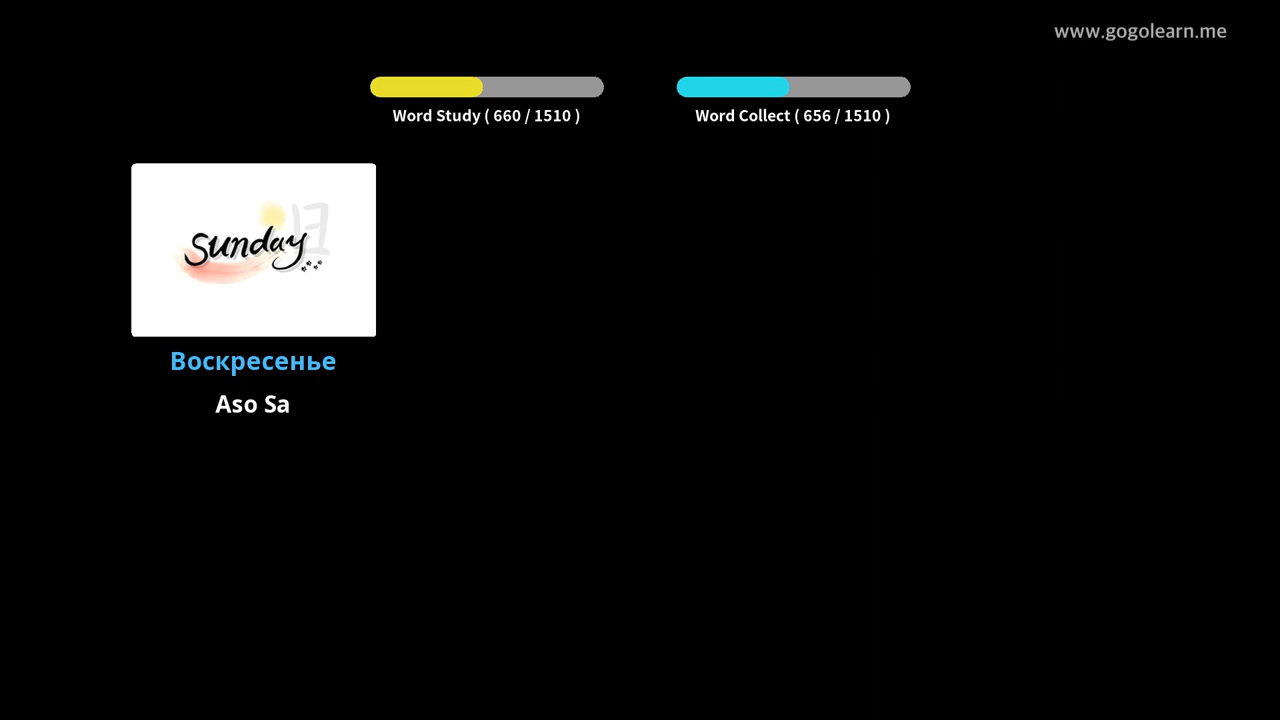 www.gogolearn.me
Word Study ( 660 / 1510 )
Word Collect ( 656 / 1510 )
Sunday
Воскресенье
Aso Sa